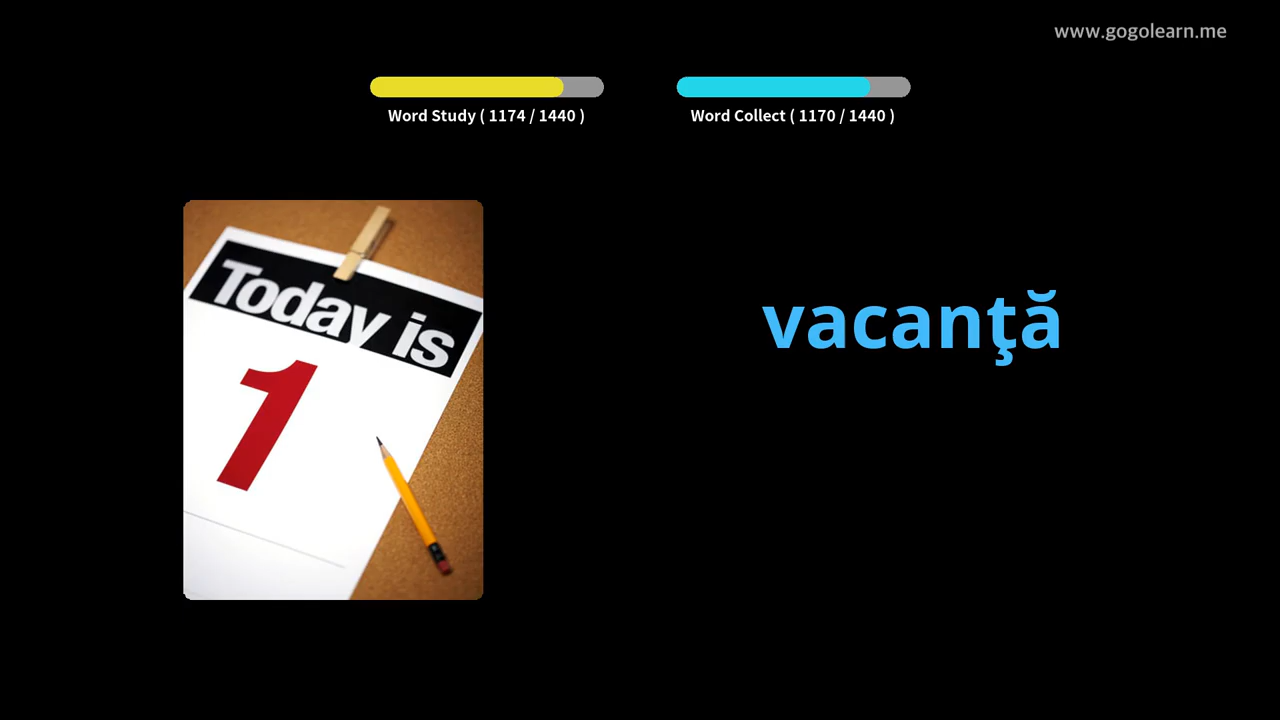 www.gogolearn.me
Word Study ( 1174 / 1440 )
Word Collect ( 1170 / 1440 )
Today is
1
vacanţă